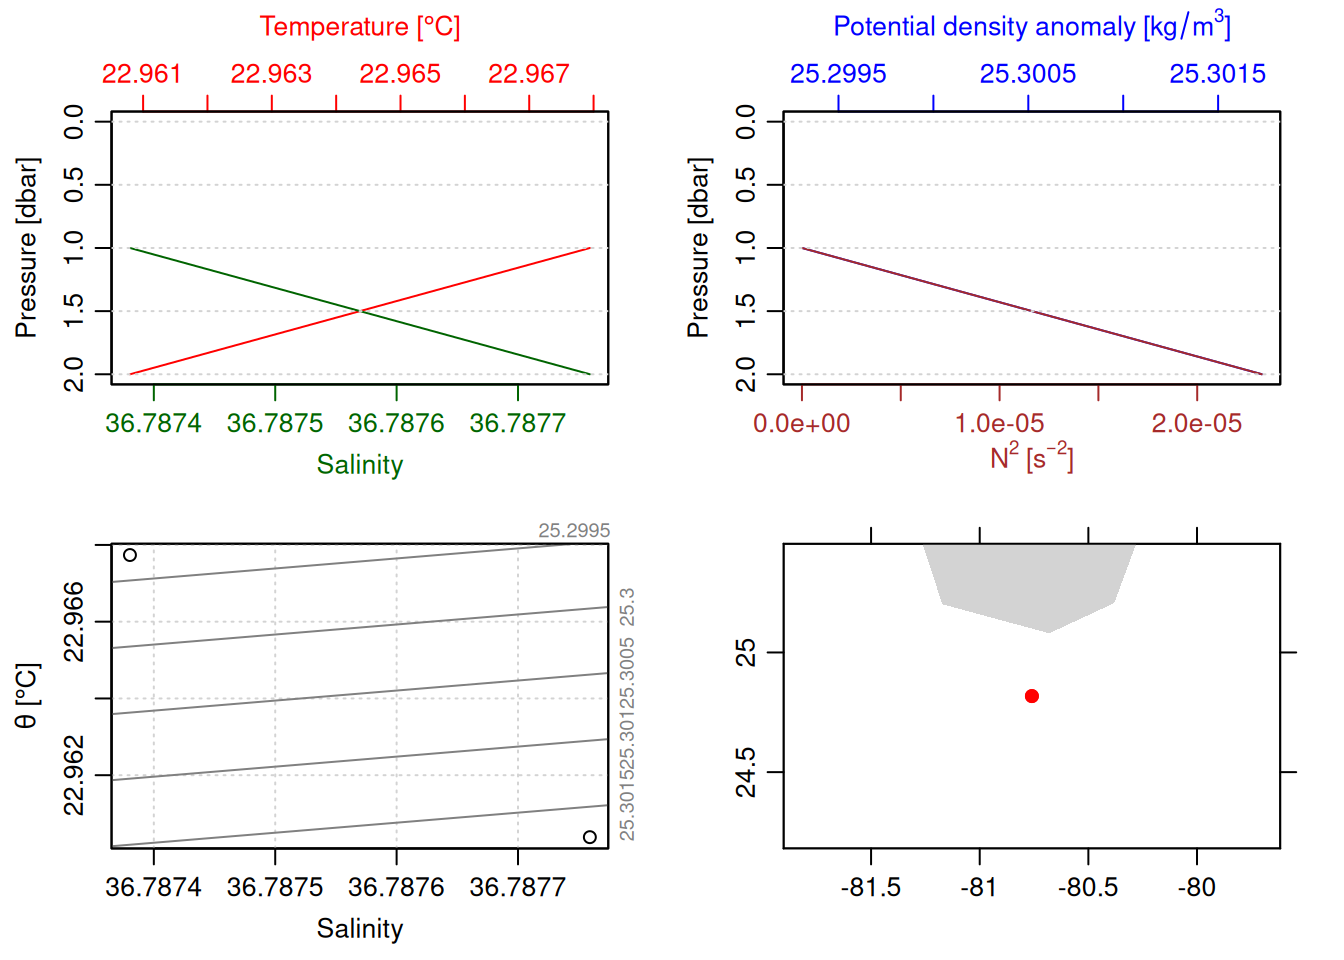 Temperature [°C]
22.961 22.963 22.965 22.967
Pressure [dbar]
0.0 0.5 1.0 1.5 2.0
36.7874 36.7875 36.7876 36.7877
Salinity
Potential density anomaly [kg/m³]
25.2995 25.3005 25.3015
Pressure [dbar]
0.0 0.5 1.0 1.5 2.0
0.0e+00 1.0e-05 2.0e-05
N² [s⁻²]
25.2995
θ [°C]
22.966
22.962
25.3
25.3005
25.301
25.3015
36.7874 36.7875 36.7876 36.7877
Salinity
25
24.5
-81.5 -81 -80.5 -80